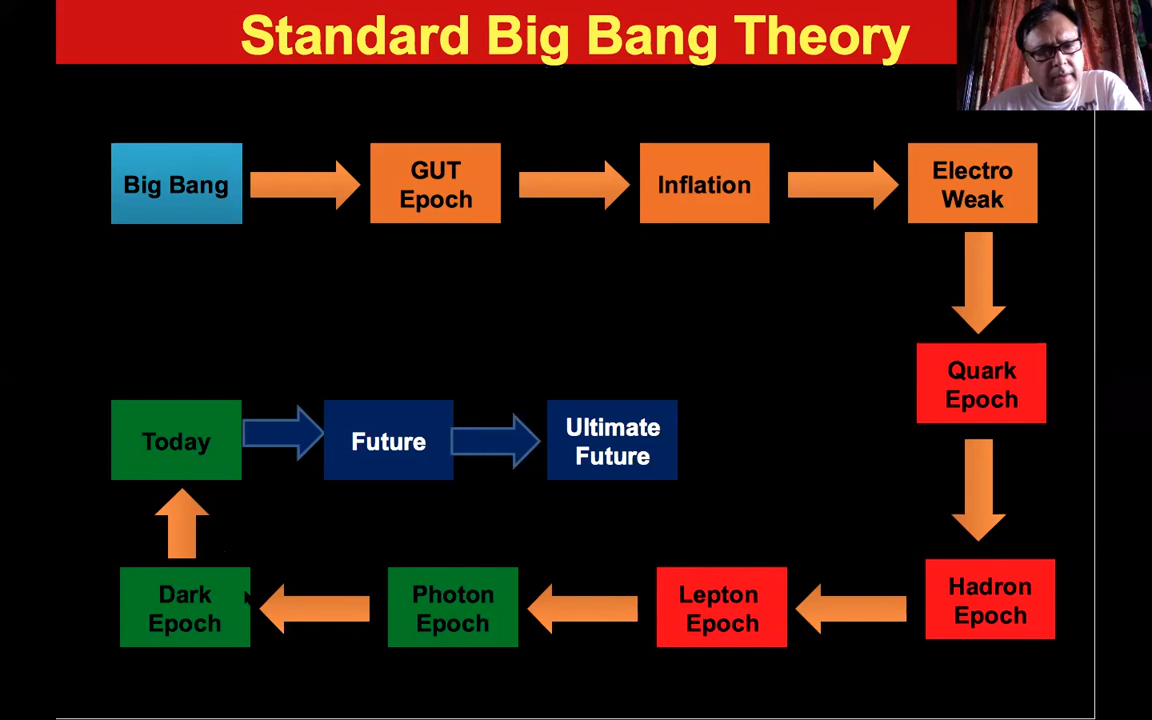 Standard Big Bang Theory
Big Bang
GUT
Epoch
Inflation
Electro
Weak
Quark
Epoch
Hadron
Epoch
Lepton
Epoch
Photon
Epoch
Dark
Epoch
Today
Future
Ultimate
Future